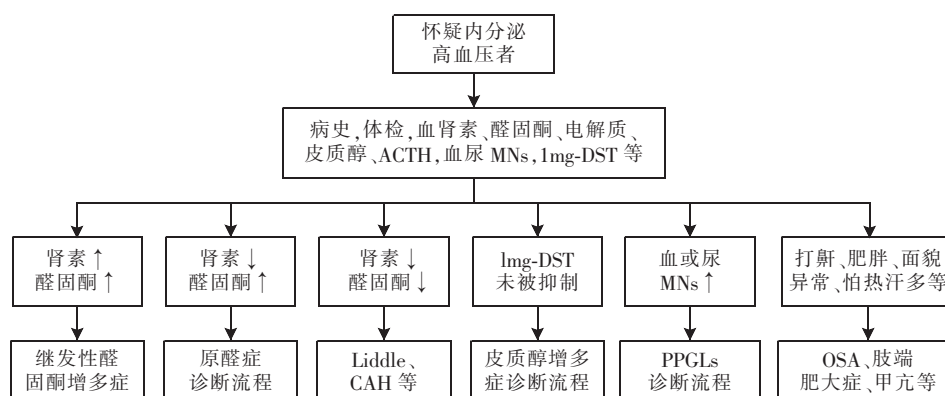 怀疑内分泌
高血压者
病史,体检,血肾素、醛固酮、电解质、
皮质醇、ACTH,血尿 MNs,1mg-DST 等
肾素↑
醛固酮↑
肾素↓
醛固酮↑
肾素↓
醛固酮↓
lmg-DST
未被抑制
血或尿
MNs↑
打鼾、肥胖、面貌
异常、怕热汗多等
继发性醛
固酮增多症
原醛症
诊断流程
Liddle、
CAH 等
皮质醇增多
症诊断流程
PPGLs
诊断流程
OSA、肢端
肥大症、甲亢等